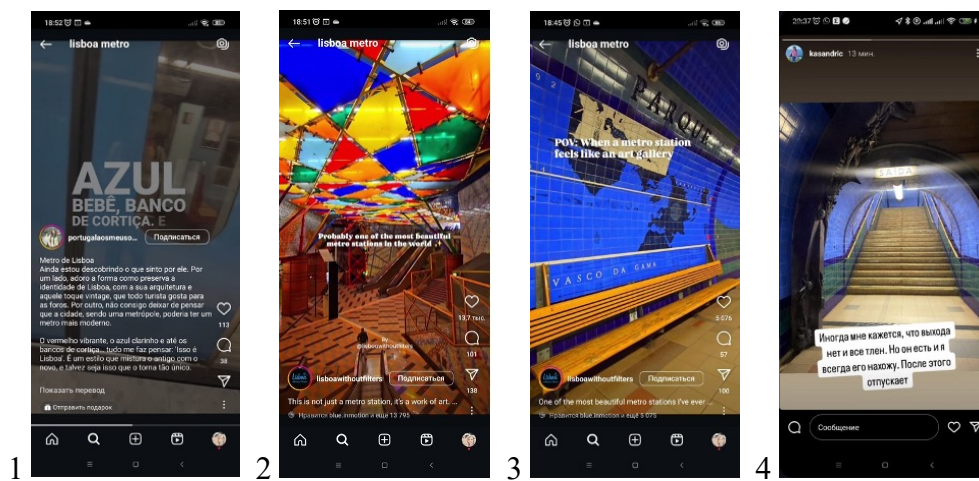 18:52
lisboa metro
AZUL
BEBÊ, BANCO
DE CORTIÇA. E
portugalaosmeuso...
Подписаться
Metro de Lisboa
Ainda estou descobrindo o que sinto por ele. Por
um lado, adoro a forma como preserva a
identidade de Lisboa, com a sua arquitetura e
aquele toque vintage, que todo turista gosta para
as fotos. Por outro, não consigo deixar de pensar
que a cidade, sendo uma metrópole, poderia ter um
metro mais moderno.
O vermelho vibrante, o azul clarinho e até os
bancos de cortiça... tudo me faz pensar: 'Isso é
Lisboa'. É um estilo que mistura o antigo com o
novo, e talvez seja isso que o torna tão único.
113
38
Показать перевод
Отправить подарок
1
18:51
lisboa metro
Probably one of the most beautiful
metro stations in the world
By
@lisboawithoutfilters
13,7 тыс.
101
138
lisboawithoutfilters
Подписаться
This is not just a metro station, it's a work of art. ...
Нравится blue.inmotion и ещё 13 795
2
18:45
lisboa metro
9 2
PARQUE
POV: When a metro station
feels like an art gallery
VASCO DA GAMA
5 076
57
100
lisboawithoutfilters
Подписаться
One of the most beautiful metro stations I've ever ...
Нравится blue.inmotion и ещё 5 075
3
20:37
kasandric 13 мин.
SAIDA
Иногда мне кажется, что выхода
нет и все тлен. Но он есть и я
всегда его нахожу. После этого
отпускает
Сообщение
4